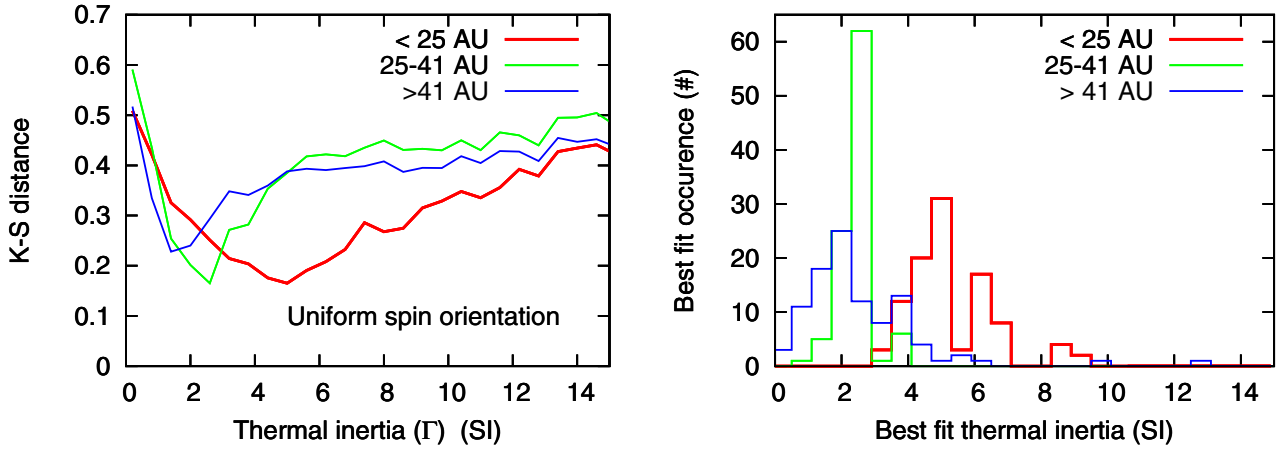 K-S distance
0.7
0.6
0.5
0.4
0.3
0.2
0.1
0
< 25 AU
25-41 AU
>41 AU
Uniform spin orientation
0 2 4 6 8 10 12 14
Thermal inertia (Γ) (SI)
Best fit occurence (#)
60
50
40
30
20
10
0
< 25 AU
25-41 AU
> 41 AU
0 2 4 6 8 10 12 14
Best fit thermal inertia (SI)